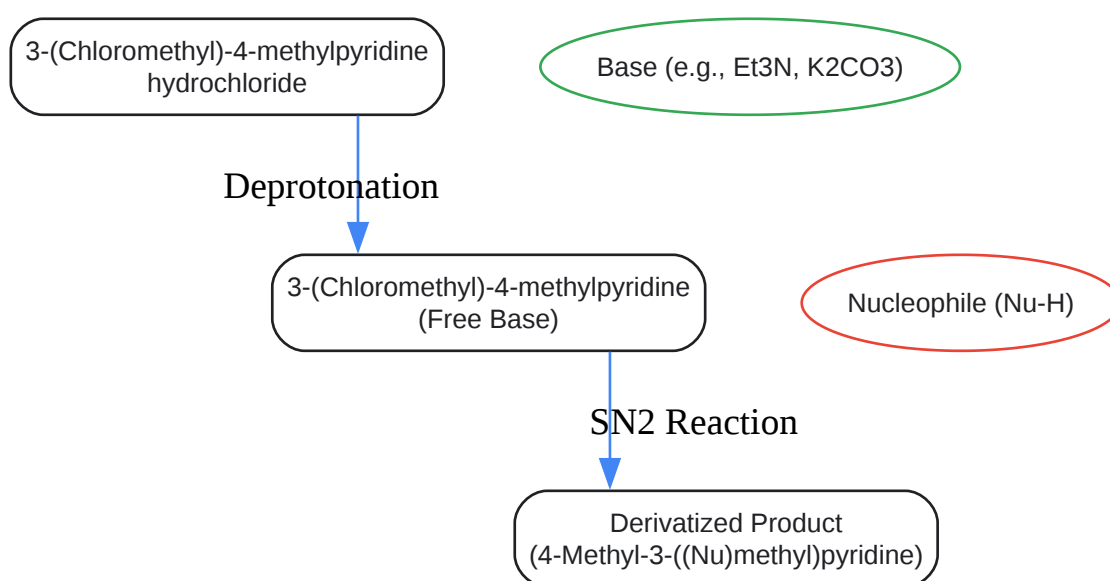 3-(Chloromethyl)-4-methylpyridine
hydrochloride
Base (e.g., Et3N, K2CO3)
Deprotonation
3-(Chloromethyl)-4-methylpyridine
(Free Base)
Nucleophile (Nu-H)
SN2 Reaction
Derivatized Product
(4-Methyl-3-((Nu)methyl)pyridine)